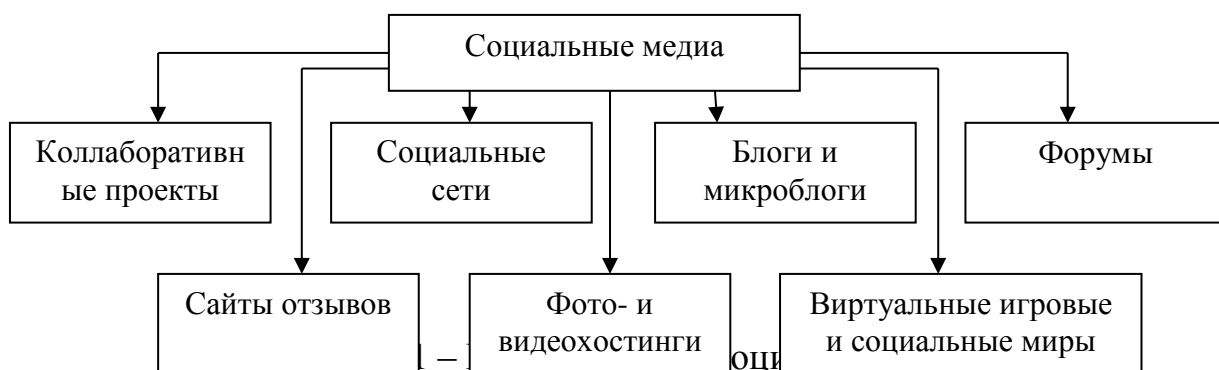 Социальные медиа
Коллаборативн
ые проекты
Социальные
сети
Блоги и
микроблоги
Форумы
Сайты отзывов
Фото- и
видеохостинги
Виртуальные игровые
и социальные миры
–